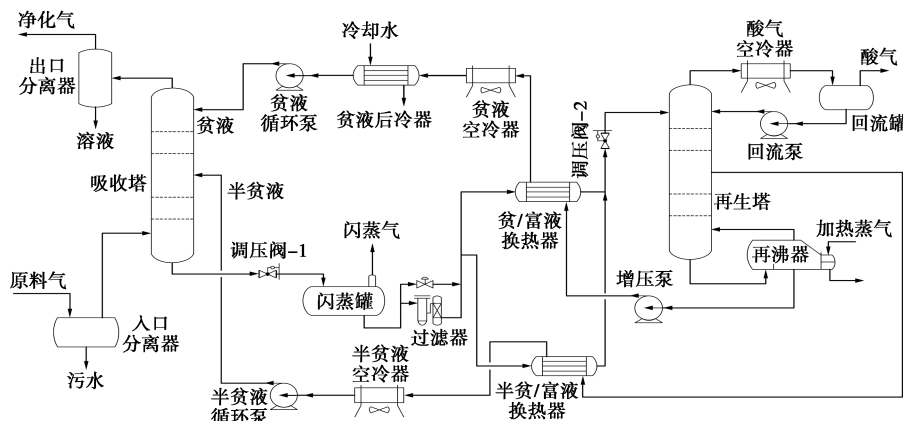 净化气
出口
分离器
溶液
吸收塔
原料气
入口
分离器
污水
贫液
半贫液
调压阀-1
贫液
循环泵
冷却水
贫液后冷器
贫液
空冷器
闪蒸气
闪蒸罐
过滤器
半贫液
循环泵
半贫液
空冷器
贫/富液
换热器
半贫/富液
换热器
调压阀-2
增压泵
酸气
空冷器
酸气
回流罐
回流泵
再生塔
再沸器
加热蒸气